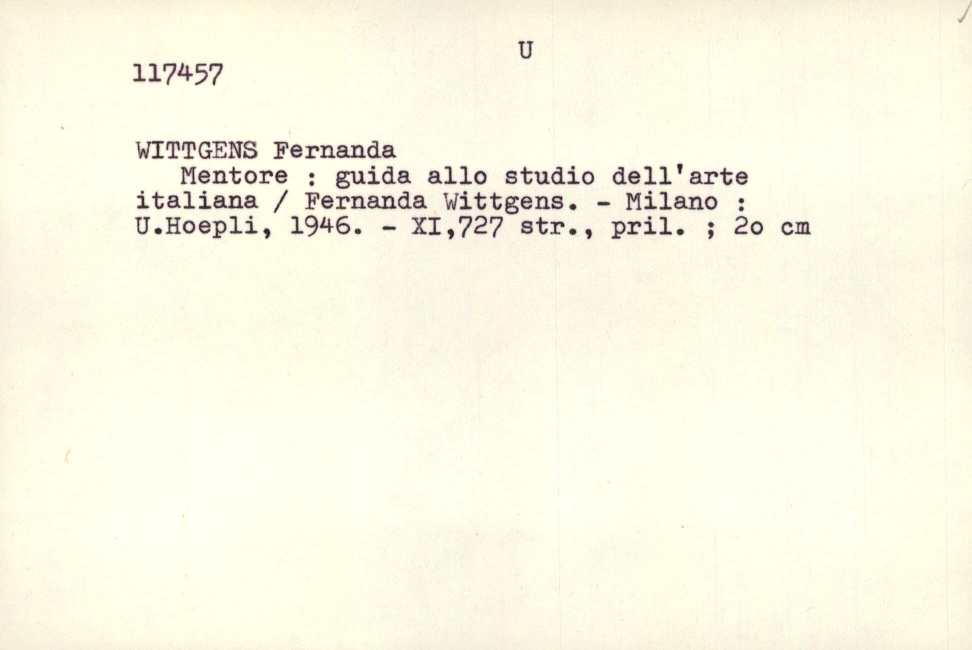 U
117457
WITTGENS Fernanda
Mentore : guida allo studio dell'arte
italiana / Fernanda Wittgens. - Milano :
U.Hoepli, 1946. - XI,727 str., pril. ; 2o cm